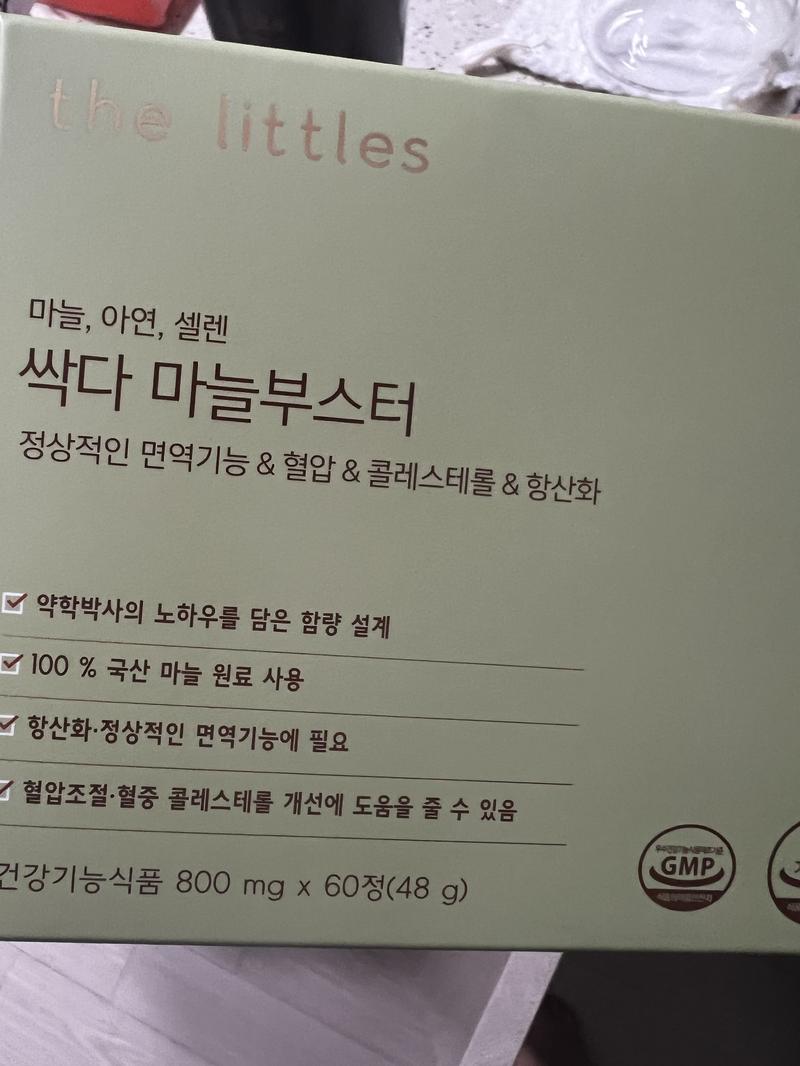 the littles
마늘, 아연, 셀렌
싹다 마늘부스터
정상적인 면역기능 & 혈압 & 콜레스테롤 & 항산화
약학박사의 노하우를 담은 함량 설계
100 % 국산 마늘 원료 사용
항산화·정상적인 면역기능에 필요
혈압조절·혈중 콜레스테롤 개선에 도움을 줄 수 있음
건강기능식품 800 mg x 60정(48 g)
GMP